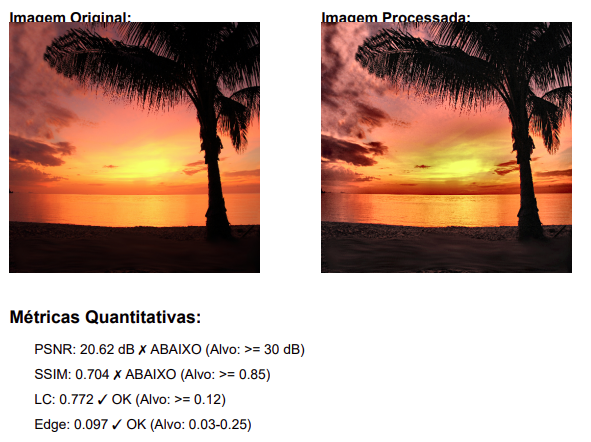 Imagem Original:
Imagem Processada:
Métricas Quantitativas:
PSNR: 20.62 dB ✗ ABAIXO (Alvo: >= 30 dB)
SSIM: 0.704 ✗ ABAIXO (Alvo: >= 0.85)
LC: 0.772 ✓ OK (Alvo: >= 0.12)
Edge: 0.097 ✓ OK (Alvo: 0.03-0.25)